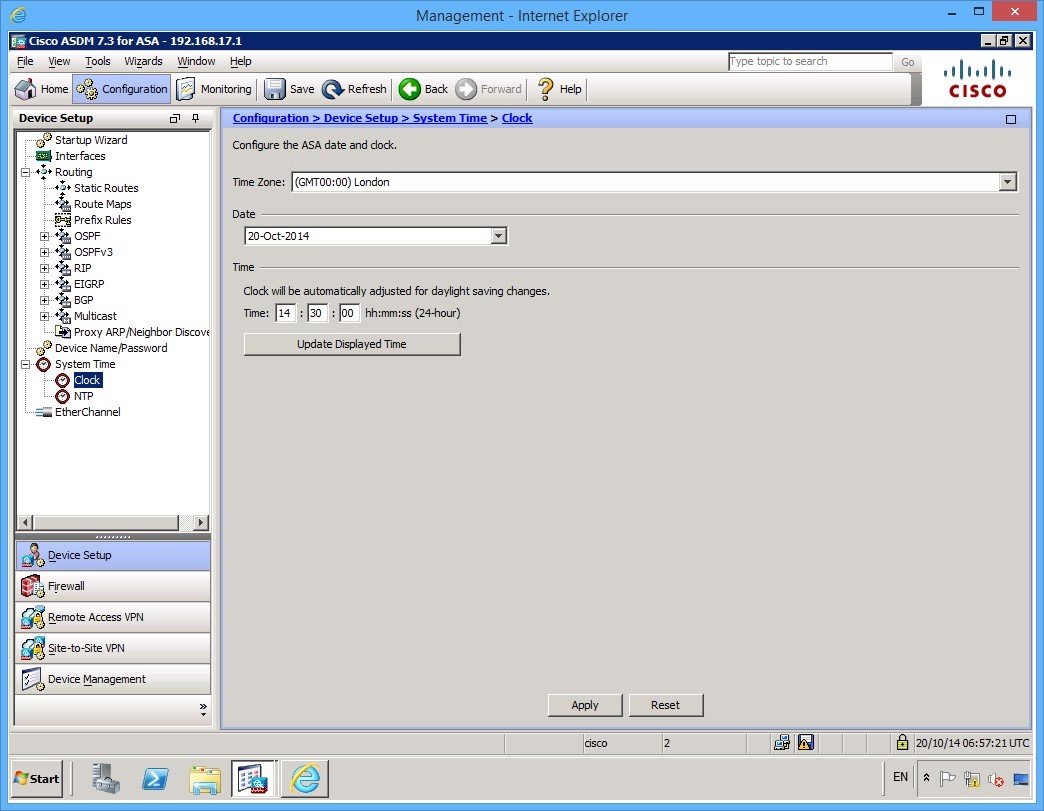 Management - Internet Explorer
Cisco ASDM 7.3 for ASA - 192.168.17.1
File View Tools Wizards Window Help
Type topic to search Go
Home Configuration Monitoring Save Refresh Back Forward Help
CISCO
Device Setup
Startup Wizard
Interfaces
Routing
Static Routes
Route Maps
Prefix Rules
OSPF
OSPFv3
RIP
EIGRP
BGP
Multicast
Proxy ARP/Neighbor Discove
Device Name/Password
System Time
Clock
NTP
EtherChannel
Device Setup
Firewall
Remote Access VPN
Site-to-Site VPN
Device Management
Configuration > Device Setup > System Time > Clock
Configure the ASA date and clock.
Time Zone: (GMT00:00) London
Date
20-Oct-2014
Time
Clock will be automatically adjusted for daylight saving changes.
Time: 14 : 30 : 00 hh:mm:ss (24-hour)
Update Displayed Time
Apply Reset
cisco 2 20/10/14 06:57:21 UTC
Start EN